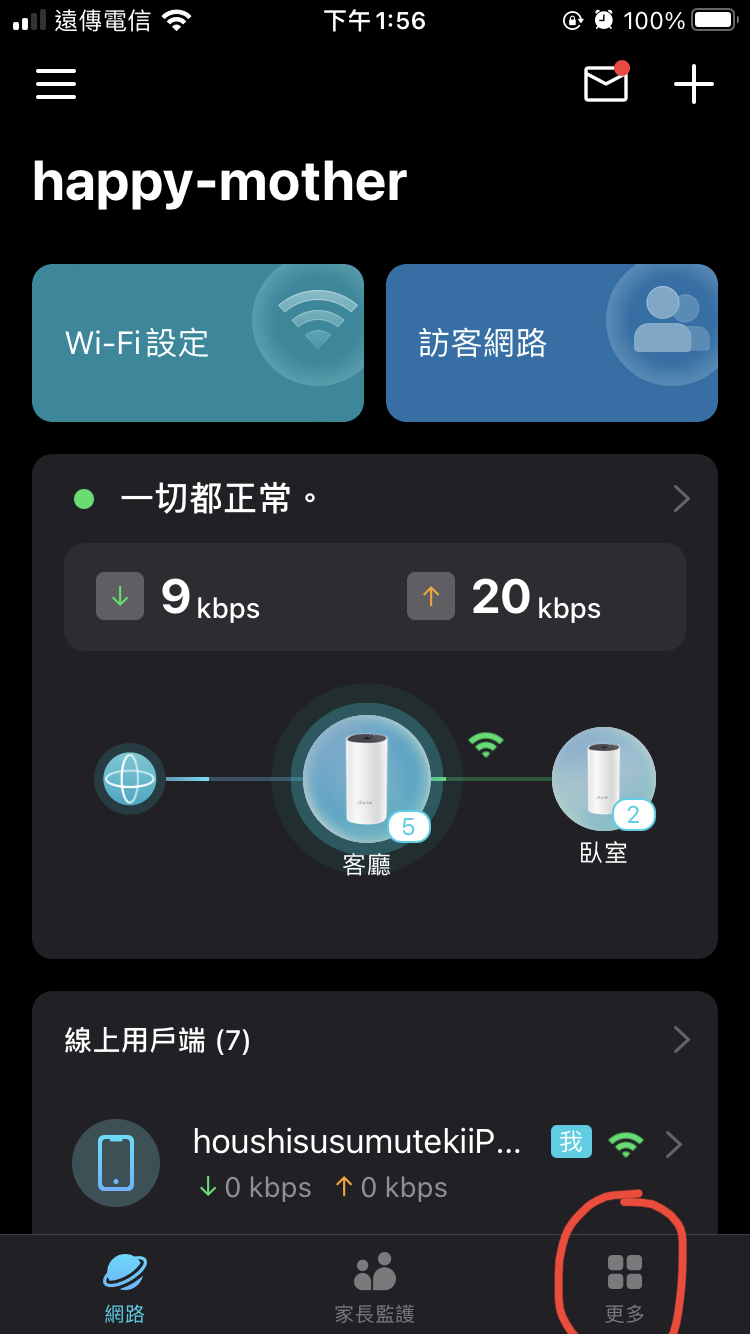 遠傳電信
下午1:56
100%
happy-mother
Wi-Fi設定
訪客網路
一切都正常。
↓ 9 kbps
↑ 20 kbps
5
客廳
2
臥室
線上用戶端 (7)
houshisusumutekiiP... 我
↓ 0 kbps ↑ 0 kbps
網路
家長監護
更多